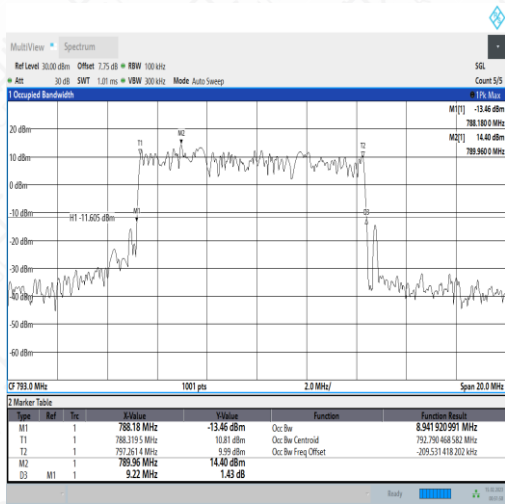 MultiView Spectrum
Ref Level 30.00 dBm Offset 7.75 dB RBW 100 kHz SGL
Att 30 dB SWT 1.01 ms VBW 300 kHz Mode Auto Sweep Count 5/5
1 Occupied Bandwidth 1Pk Max
M1[1] -13.46 dBm
788.180 0 MHz
M2[1] 14.40 dBm
789.960 0 MHz
20 dBm
M2
T1
10 dBm
0 dBm
-10 dBm
H1 -11.605 dBm
M1
D3
-20 dBm
-30 dBm
-40 dBm
-50 dBm
-60 dBm
CF 793.0 MHz 1001 pts 2.0 MHz/ Span 20.0 MHz
2 Marker Table
Type Ref Trc X-Value Y-Value Function Function Result
M1 1 788.18 MHz -13.46 dBm Occ Bw 8.941 920 991 MHz
T1 1 788.319 5 MHz 10.81 dBm Occ Bw Centroid 792.790 468 582 MHz
T2 1 797.261 4 MHz 9.99 dBm Occ Bw Freq Offset -209.531 418 202 kHz
M2 1 789.96 MHz 14.40 dBm
D3 M1 1 9.22 MHz 1.43 dB
Ready